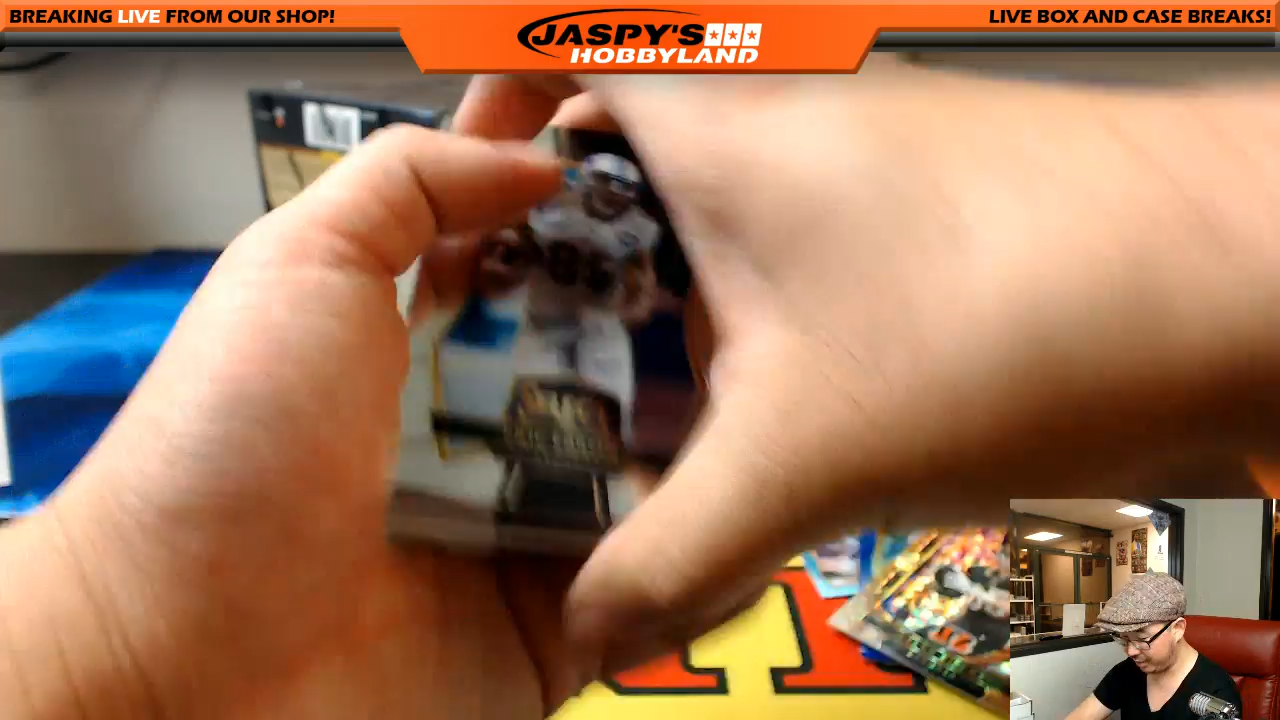 BREAKING LIVE FROM OUR SHOP!
JASPY'S
HOBBYLAND
LIVE BOX AND CASE BREAKS!